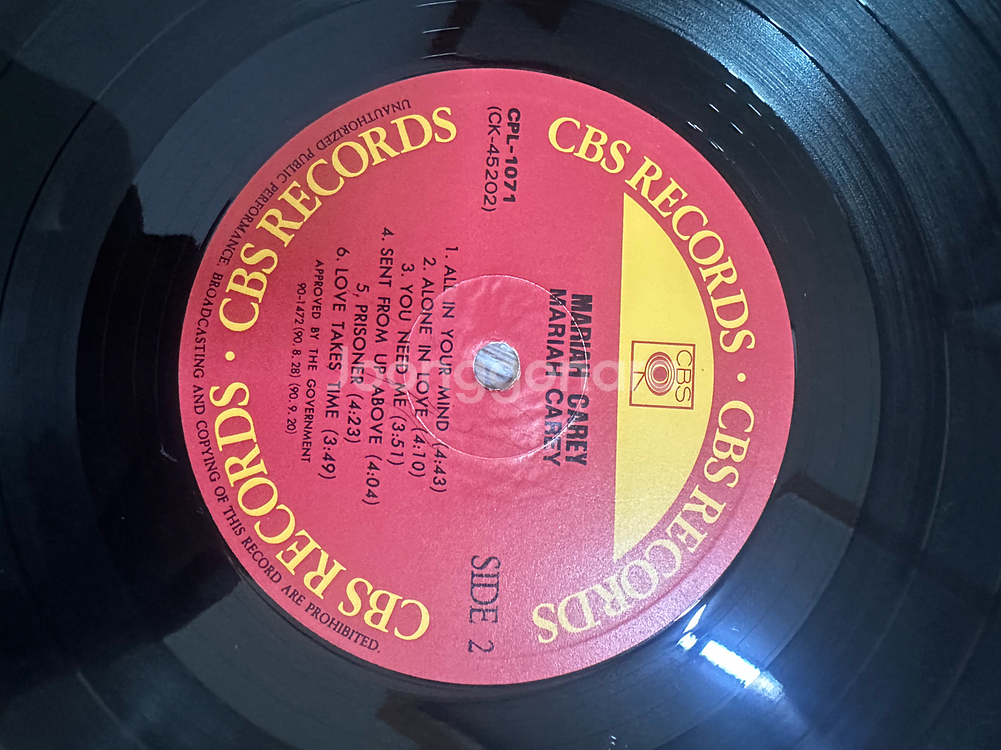 CBS RECORDS · CBS RECORDS
CBS
MARIAH CAREY
MARIAH CAREY
CPL-1071
(CK-45202)
SIDE 2
1. ALL IN YOUR MIND (4:43)
2. ALONE IN LOVE (4:10)
3. YOU NEED ME (3:51)
4. SENT FROM UP ABOVE (4:04)
5, PRISONER (4:23)
6. LOVE TAKES TIME (3:49)
APPROVED BY THE GOVERNMENT
90-1472 (90. 8. 28) (90. 9. 20)
CBS RECORDS · CBS RECORDS
UNAUTHORIZED PUBLIC PERFORMANCE, BROADCASTING AND COPYING OF THIS RECORD ARE PROHIBITED.
Joonggonara